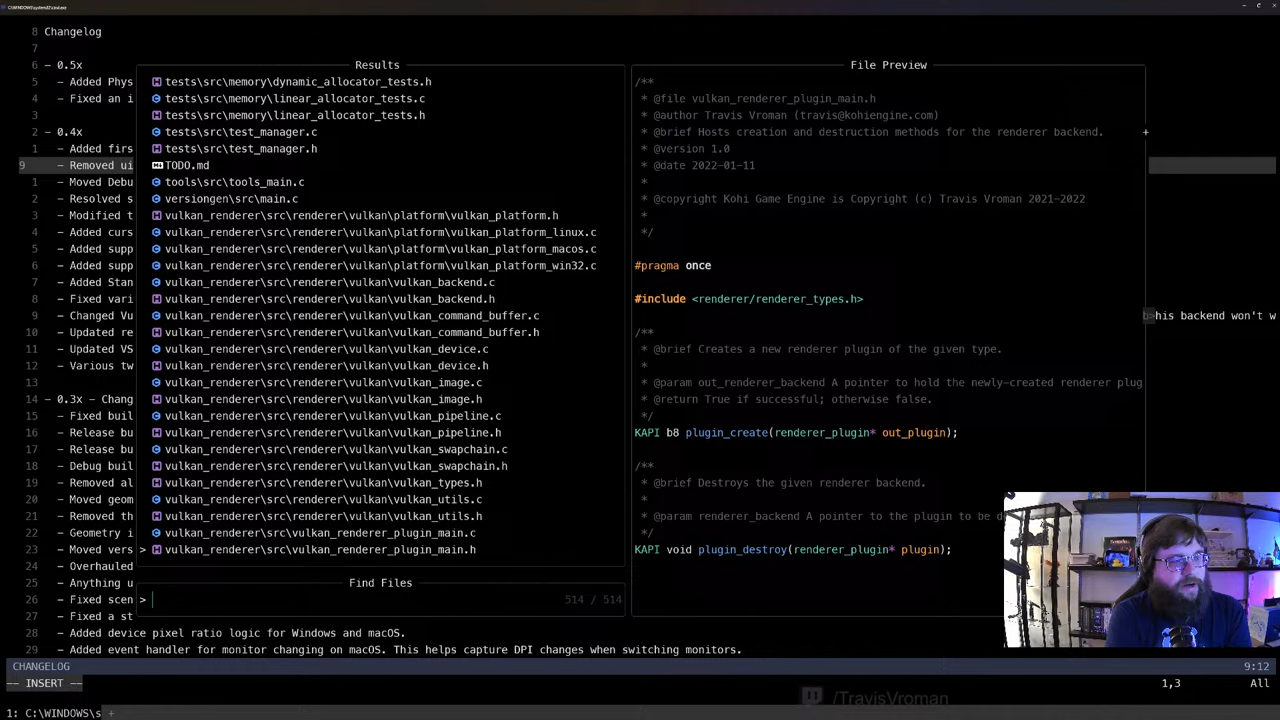 C:\WINDOWS\system32\cmd.exe
8 Changelog
7
6 - 0.5x
5 - Added Phys
4 - Fixed an i
3
2 - 0.4x
1 - Added firs
9 - Removed ui
1 - Moved Debu
2 - Resolved s
3 - Modified t
4 - Added curs
5 - Added supp
6 - Added supp
7 - Added Stan
8 - Fixed vari
9 - Changed Vu
10 - Updated re
11 - Updated VS
12 - Various tw
13
14 - 0.3x - Chang
15 - Fixed buil
16 - Release bu
17 - Release bu
18 - Debug buil
19 - Removed al
20 - Moved geom
21 - Removed th
22 - Geometry i
23 - Moved vers
24 - Overhauled
25 - Anything u
26 - Fixed scen
27 - Fixed a st
28 - Added device pixel ratio logic for Windows and macOS.
29 - Added event handler for monitor changing on macOS. This helps capture DPI changes when switching monitors.
Results
tests\src\memory\dynamic_allocator_tests.h
tests\src\memory\linear_allocator_tests.c
tests\src\memory\linear_allocator_tests.h
tests\src\test_manager.c
tests\src\test_manager.h
TODO.md
tools\src\tools_main.c
versiongen\src\main.c
vulkan_renderer\src\renderer\vulkan\platform\vulkan_platform.h
vulkan_renderer\src\renderer\vulkan\platform\vulkan_platform_linux.c
vulkan_renderer\src\renderer\vulkan\platform\vulkan_platform_macos.c
vulkan_renderer\src\renderer\vulkan\platform\vulkan_platform_win32.c
vulkan_renderer\src\renderer\vulkan\vulkan_backend.c
vulkan_renderer\src\renderer\vulkan\vulkan_backend.h
vulkan_renderer\src\renderer\vulkan\vulkan_command_buffer.c
vulkan_renderer\src\renderer\vulkan\vulkan_command_buffer.h
vulkan_renderer\src\renderer\vulkan\vulkan_device.c
vulkan_renderer\src\renderer\vulkan\vulkan_device.h
vulkan_renderer\src\renderer\vulkan\vulkan_image.c
vulkan_renderer\src\renderer\vulkan\vulkan_image.h
vulkan_renderer\src\renderer\vulkan\vulkan_pipeline.c
vulkan_renderer\src\renderer\vulkan\vulkan_pipeline.h
vulkan_renderer\src\renderer\vulkan\vulkan_swapchain.c
vulkan_renderer\src\renderer\vulkan\vulkan_swapchain.h
vulkan_renderer\src\renderer\vulkan\vulkan_types.h
vulkan_renderer\src\renderer\vulkan\vulkan_utils.c
vulkan_renderer\src\renderer\vulkan\vulkan_utils.h
vulkan_renderer\src\vulkan_renderer_plugin_main.c
> vulkan_renderer\src\vulkan_renderer_plugin_main.h
Find Files
>
514 / 514
File Preview
/**
* @file vulkan_renderer_plugin_main.h
* @author Travis Vroman (travis@kohiengine.com)
* @brief Hosts creation and destruction methods for the renderer backend.
* @version 1.0
* @date 2022-01-11
*
* @copyright Kohi Game Engine is Copyright (c) Travis Vroman 2021-2022
*
*/
#pragma once
#include <renderer/renderer_types.h>
/**
* @brief Creates a new renderer plugin of the given type.
*
* @param out_renderer_backend A pointer to hold the newly-created renderer plug
* @return True if successful; otherwise false.
*/
KAPI b8 plugin_create(renderer_plugin* out_plugin);
/**
* @brief Destroys the given renderer backend.
*
* @param renderer_backend A pointer to the plugin to be d
*/
KAPI void plugin_destroy(renderer_plugin* plugin);
b>his backend won't w
CHANGELOG
9:12
-- INSERT --
1,3
All
/TravisVroman
1: C:\WINDOWS\s +